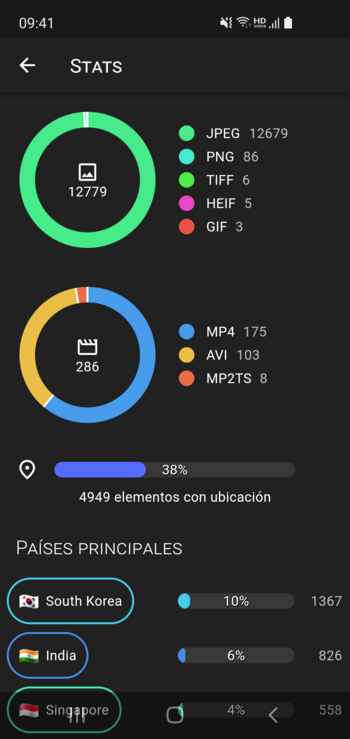 09:41
HD
VOICE
Stats
12779
JPEG 12679
PNG 86
TIFF 6
HEIF 5
GIF 3
286
MP4 175
AVI 103
MP2TS 8
38%
4949 elementos con ubicación
Países principales
South Korea 10% 1367
India 6% 826
Singapore 4% 558